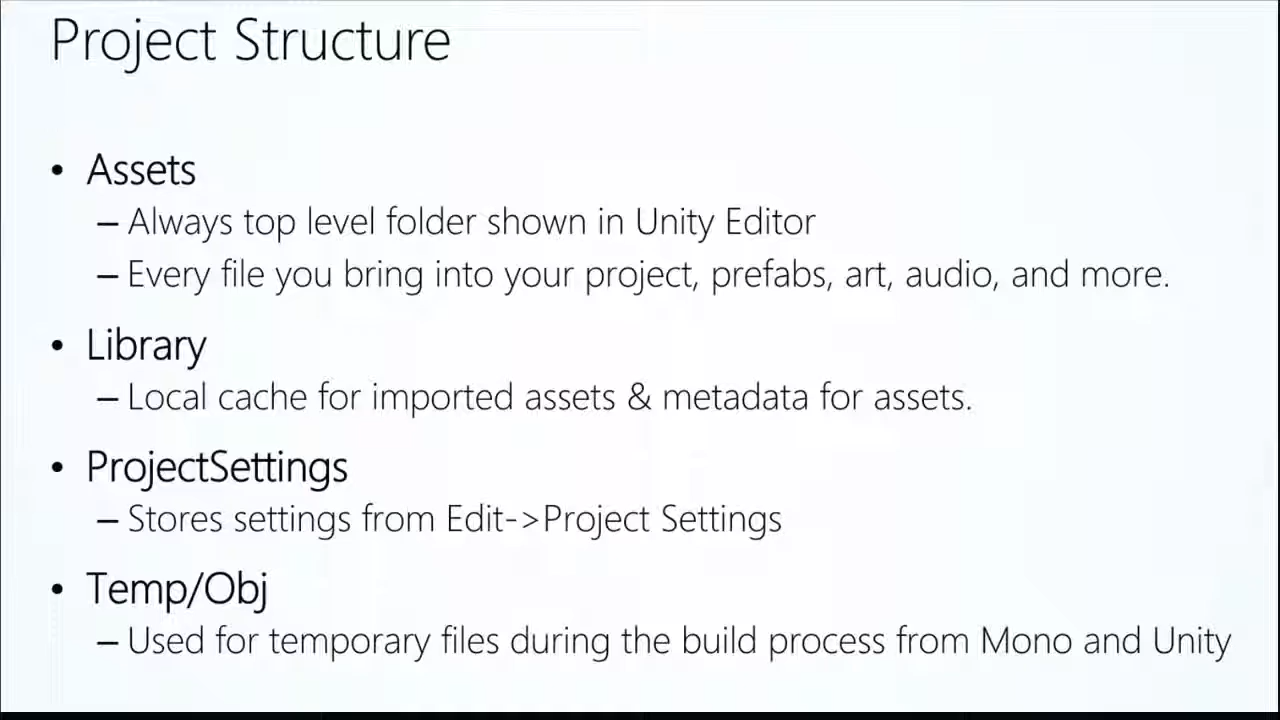 Project Structure
• Assets
– Always top level folder shown in Unity Editor
– Every file you bring into your project, prefabs, art, audio, and more.
• Library
– Local cache for imported assets & metadata for assets.
• ProjectSettings
– Stores settings from Edit->Project Settings
• Temp/Obj
– Used for temporary files during the build process from Mono and Unity